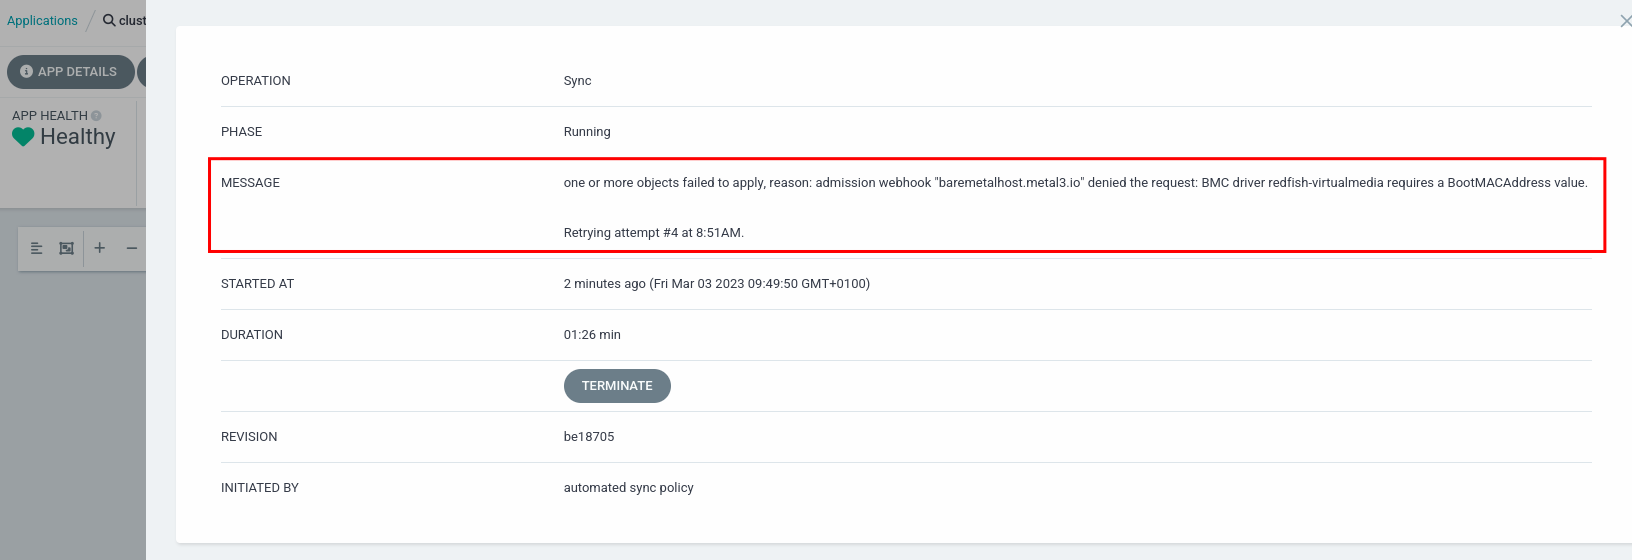 Applications / clust
APP DETAILS
APP HEALTH
Healthy
OPERATION Sync
PHASE Running
MESSAGE one or more objects failed to apply, reason: admission webhook "baremetalhost.metal3.io" denied the request: BMC driver redfish-virtualmedia requires a BootMACAddress value.
Retrying attempt #4 at 8:51AM.
STARTED AT 2 minutes ago (Fri Mar 03 2023 09:49:50 GMT+0100)
DURATION 01:26 min
TERMINATE
REVISION be18705
INITIATED BY automated sync policy